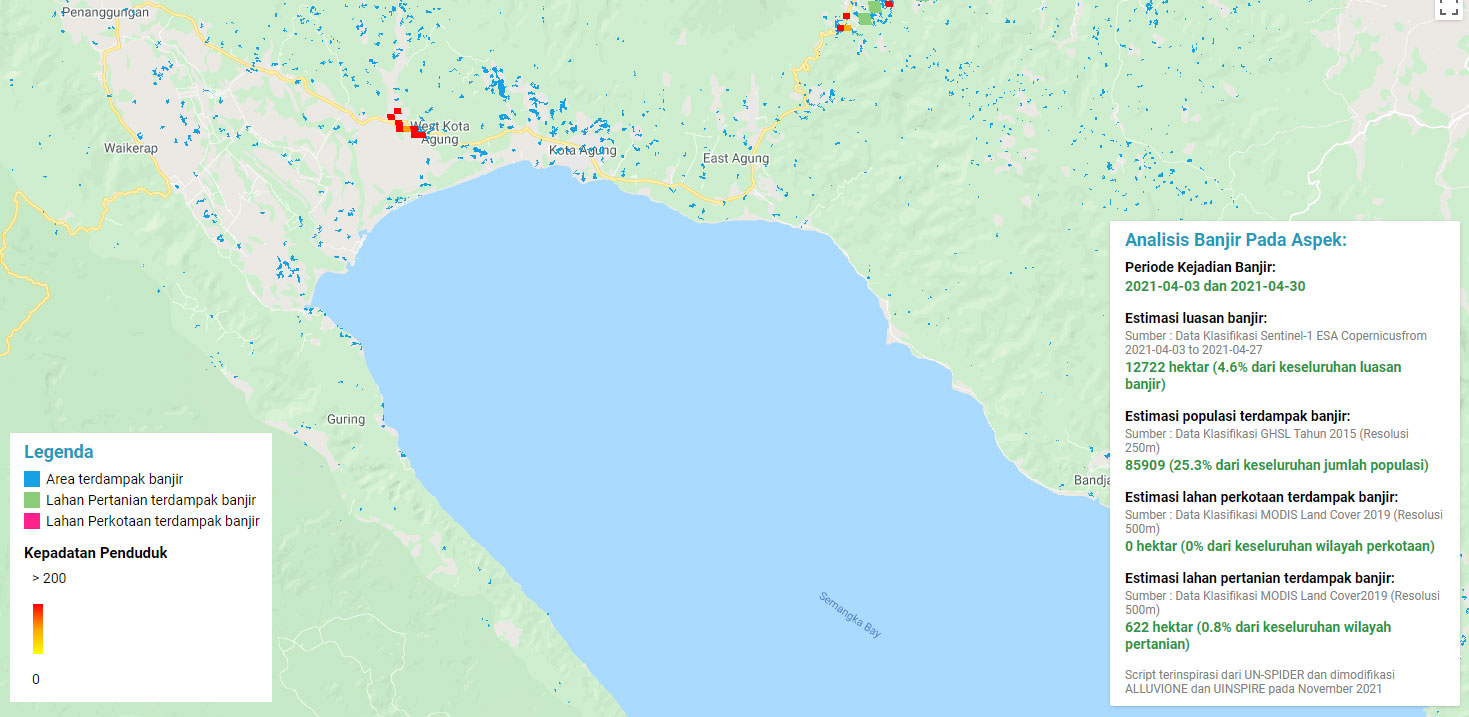 Penanggungan
West Kota
Agung
Waikerap
Kota Agung
East Agung
Guring
Semangka Bay
Legenda
Area terdampak banjir
Lahan Pertanian terdampak banjir
Lahan Perkotaan terdampak banjir
Kepadatan Penduduk
> 200
0
Analisis Banjir Pada Aspek:
Periode Kejadian Banjir:
2021-04-03 dan 2021-04-30
Estimasi luasan banjir:
Sumber : Data Klasifikasi Sentinel-1 ESA Copernicusfrom
2021-04-03 to 2021-04-27
12722 hektar (4.6% dari keseluruhan luasan
banjir)
Estimasi populasi terdampak banjir:
Sumber : Data Klasifikasi GHSL Tahun 2015 (Resolusi
250m)
85909 (25.3% dari keseluruhan jumlah populasi)
Estimasi lahan perkotaan terdampak banjir:
Sumber : Data Klasifikasi MODIS Land Cover 2019 (Resolusi
500m)
0 hektar (0% dari keseluruhan wilayah perkotaan)
Estimasi lahan pertanian terdampak banjir:
Sumber : Data Klasifikasi MODIS Land Cover2019 (Resolusi
500m)
622 hektar (0.8% dari keseluruhan wilayah
pertanian)
Script terinspirasi dari UN-SPIDER dan dimodifikasi
ALLUVIONE dan UINSPIRE pada November 2021